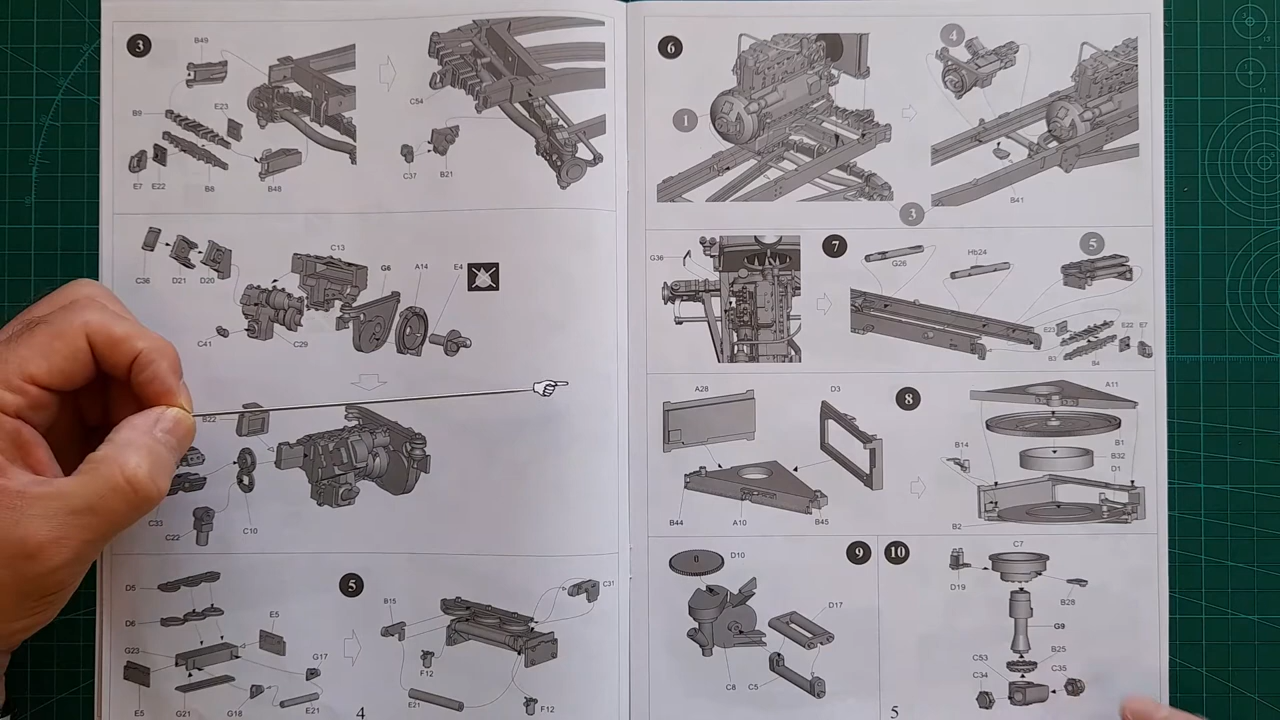 3
B49
B9
E23
E7
E22
B8
B48
C54
C37
B21
C36
D21
D20
C13
G6
A14
E4
C41
C29
B22
C33
C22
C10
D5
D6
E5
G23
G17
E5
G21
G18
E21
5
B15
C31
F12
E21
F12
4
6
1
3
4
B41
G36
7
G26
Hb24
5
E23
E22
E7
B3
B4
A28
D3
8
B44
A10
B45
A11
B1
B14
B32
D1
B2
D10
9
D17
C8
C5
10
C7
D19
B28
G9
B25
C53
C34
C35
5